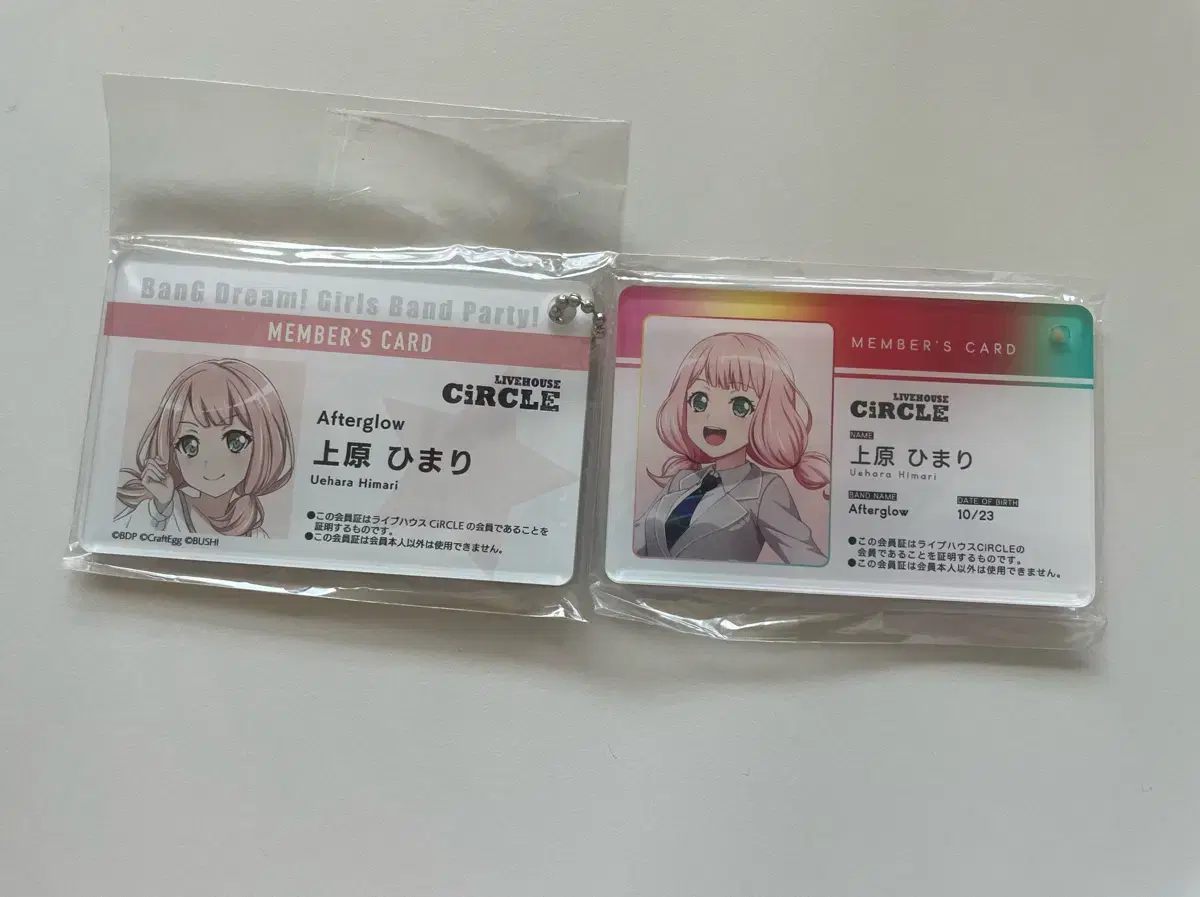 BanG Dream! Girls Band Party!
MEMBER'S CARD
LIVEHOUSE
CiRCLE
Afterglow
上原 ひまり
Uehara Himari
●この会員証はライブハウス CiRCLE の会員であることを
証明するものです。
●この会員証は会員本人以外は使用できません。
©BDP ©CraftEgg ©BUSHI
MEMBER'S CARD
LIVEHOUSE
CiRCLE
NAME
上原 ひまり
Uehara Himari
BAND NAME
DATE OF BIRTH
Afterglow
10/23
●この会員証はライブハウスCiRCLEの
会員であることを証明するものです。
●この会員証は会員本人以外は使用できません。